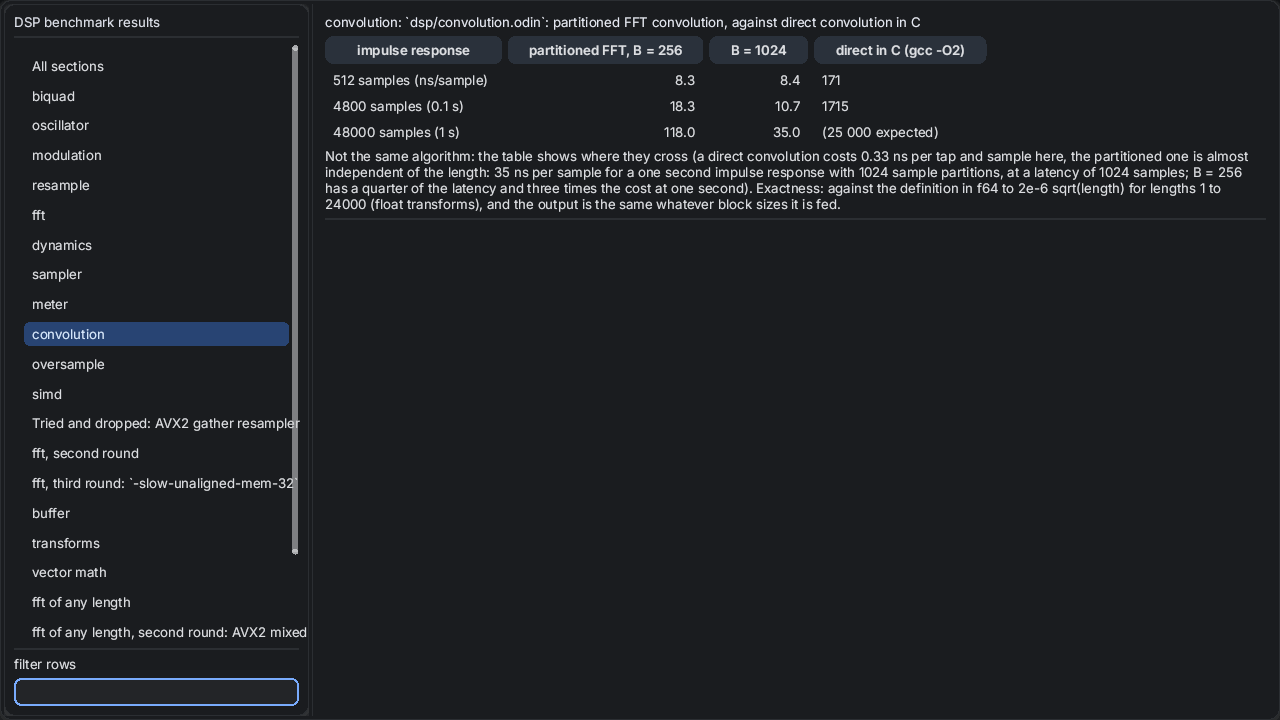 DSP benchmark results
All sections
biquad
oscillator
modulation
resample
fft
dynamics
sampler
meter
convolution
oversample
simd
Tried and dropped: AVX2 gather resampler
fft, second round
fft, third round: `-slow-unaligned-mem-32`
buffer
transforms
vector math
fft of any length
fft of any length, second round: AVX2 mixed
filter rows
convolution: `dsp/convolution.odin`: partitioned FFT convolution, against direct convolution in C
impulse response partitioned FFT, B = 256 B = 1024 direct in C (gcc -O2)
512 samples (ns/sample) 8.3 8.4 171
4800 samples (0.1 s) 18.3 10.7 1715
48000 samples (1 s) 118.0 35.0 (25 000 expected)
Not the same algorithm: the table shows where they cross (a direct convolution costs 0.33 ns per tap and sample here, the partitioned one is almost
independent of the length: 35 ns per sample for a one second impulse response with 1024 sample partitions, at a latency of 1024 samples; B = 256
has a quarter of the latency and three times the cost at one second). Exactness: against the definition in f64 to 2e-6 sqrt(length) for lengths 1 to
24000 (float transforms), and the output is the same whatever block sizes it is fed.